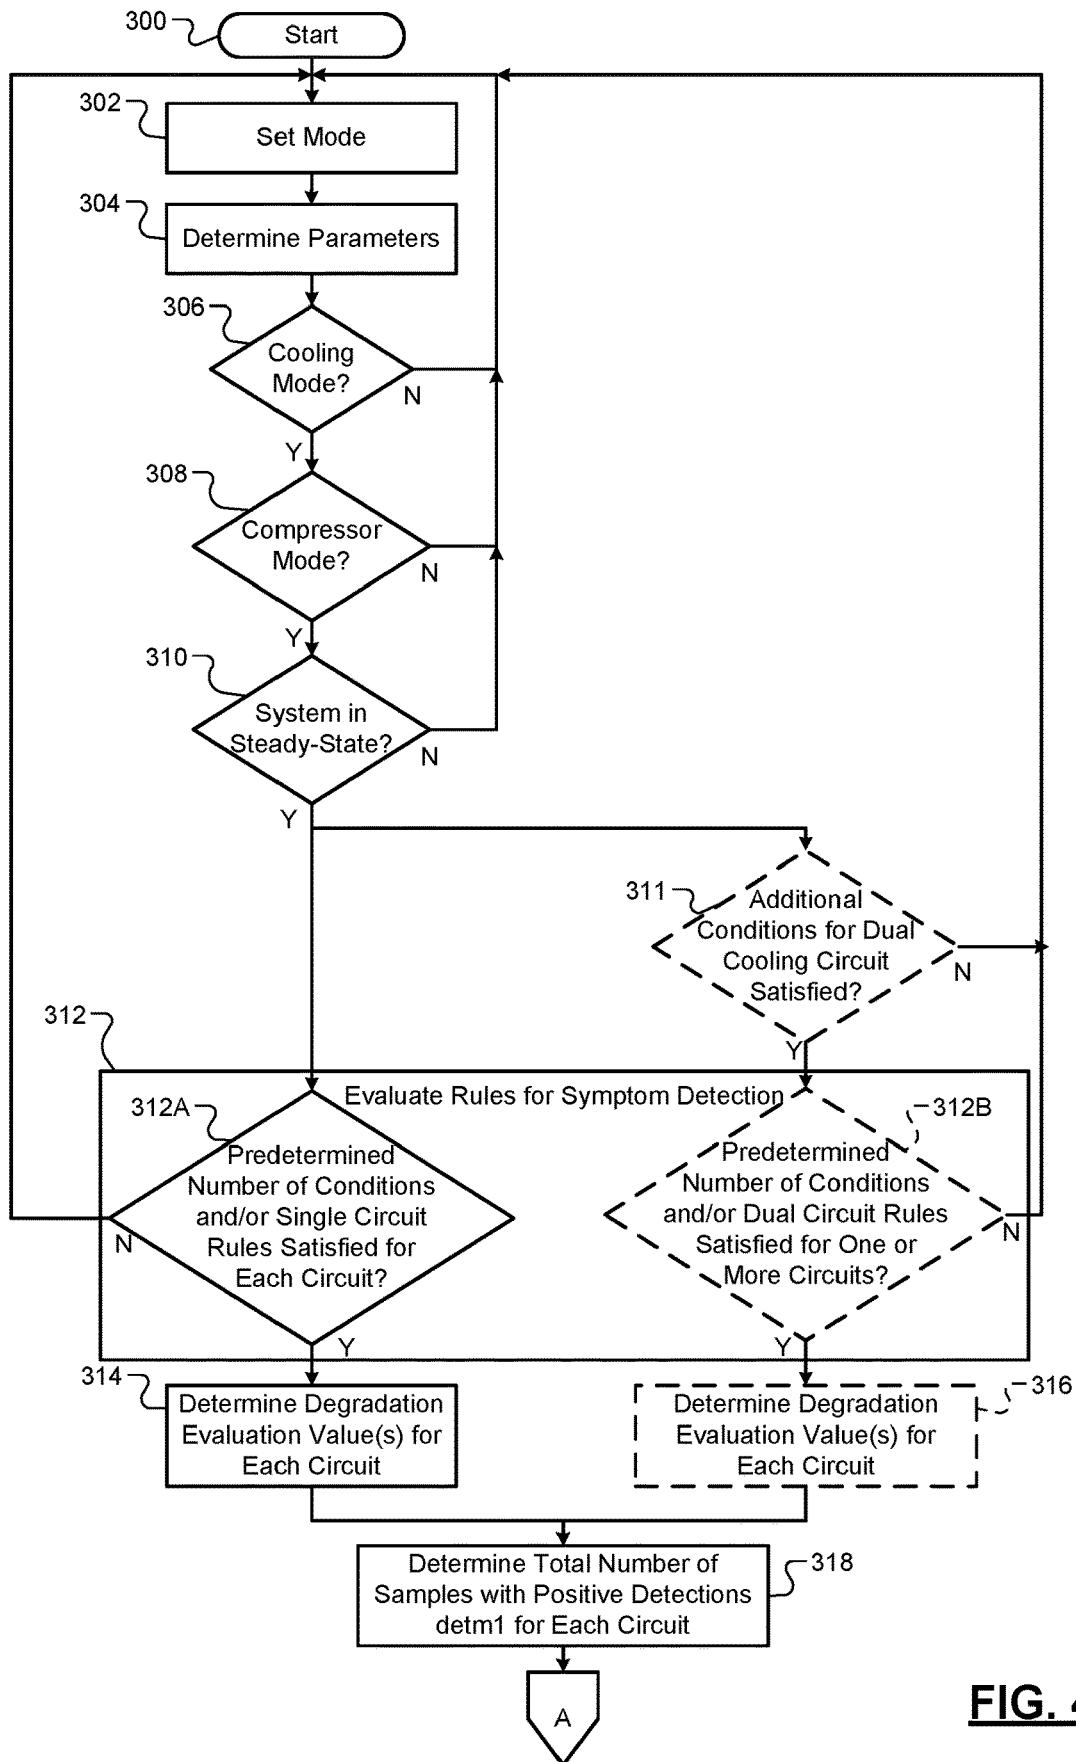 300
Start
302
Set Mode
304
Determine Parameters
306
Cooling
Mode?
N
Y
308
Compressor
Mode?
N
Y
310
System in
Steady-State?
N
Y
311
Additional
Conditions for Dual
Cooling Circuit
Satisfied?
N
Y
312
Evaluate Rules for Symptom Detection
312A
Predetermined
Number of Conditions
and/or Single Circuit
Rules Satisfied for
Each Circuit?
N
Y
312B
Predetermined
Number of Conditions
and/or Dual Circuit Rules
Satisfied for One or
More Circuits?
N
Y
314
Determine Degradation
Evaluation Value(s) for
Each Circuit
316
Determine Degradation
Evaluation Value(s) for
Each Circuit
318
Determine Total Number of
Samples with Positive Detections
detm1 for Each Circuit
A
FIG. 4